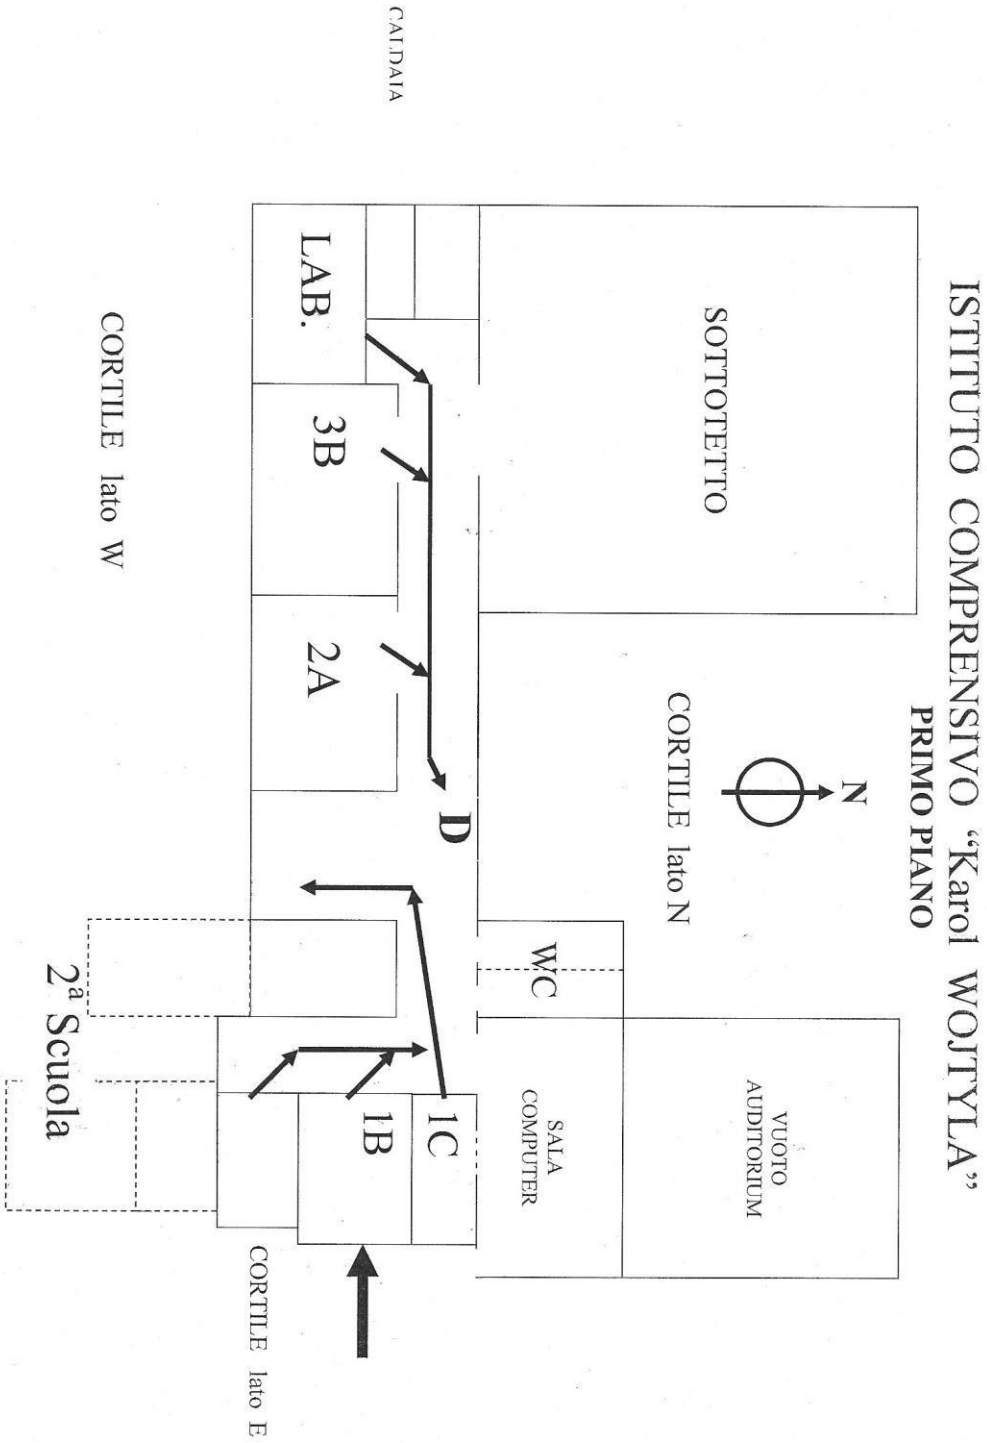 ISTITUTO COMPRENSIVO “Karol WOJTYLA”
PRIMO PIANO
N
SOTTOTETTO
CORTILE lato N
VUOTO
AUDITORIUM
WC
SALA
COMPUTER
D
1C
1B
LAB.
3B
2A
CALDAIA
CORTILE lato W
2ª Scuola
CORTILE lato E